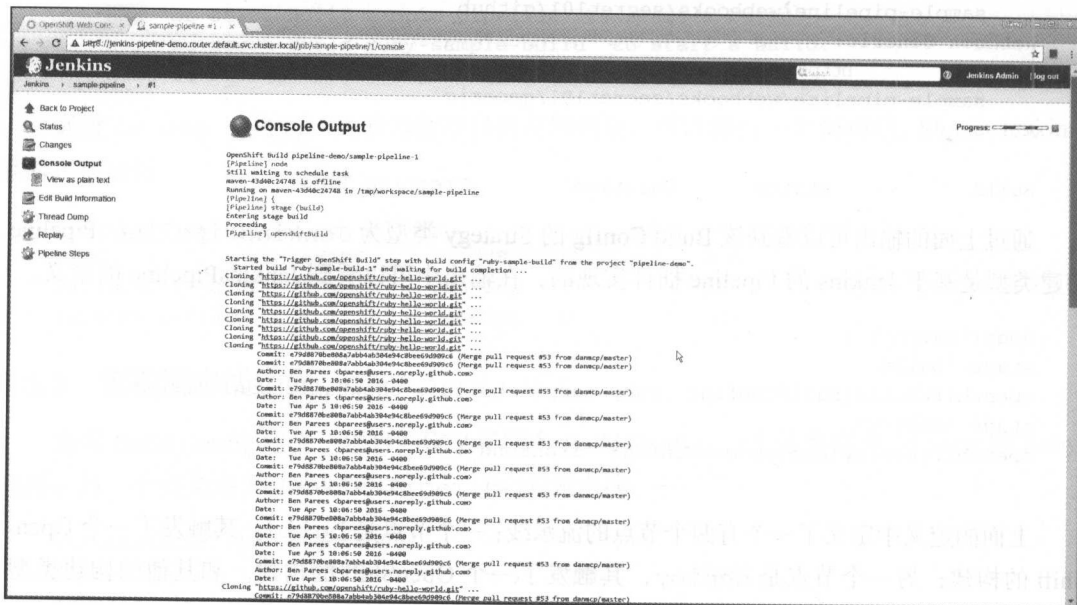 OpenShift Web Cons
sample-pipeline #1
https://jenkins-pipeline-demo.router.default.svc.cluster.local/job/sample-pipeline/1/console
Jenkins
Jenkins Admin | log out
Jenkins › sample-pipeline › #1
Back to Project
Status
Changes
Console Output
View as plain text
Edit Build Information
Thread Dump
Replay
Pipeline Steps
Console Output
Progress:
OpenShift Build pipeline-demo/sample-pipeline-1
[Pipeline] node
Still waiting to schedule task
maven-43d40c24748 is offline
Running on maven-43d40c24748 in /tmp/workspace/sample-pipeline
[Pipeline] {
[Pipeline] stage (build)
Entering stage build
Proceeding
[Pipeline] openshiftBuild
Starting the "Trigger OpenShift Build" step with build config "ruby-sample-build" from the project "pipeline-demo".
Started build "ruby-sample-build-1" and waiting for build completion ...
Cloning "https://github.com/openshift/ruby-hello-world.git" ...
Cloning "https://github.com/openshift/ruby-hello-world.git" ...
Cloning "https://github.com/openshift/ruby-hello-world.git" ...
Cloning "https://github.com/openshift/ruby-hello-world.git" ...
Cloning "https://github.com/openshift/ruby-hello-world.git" ...
Cloning "https://github.com/openshift/ruby-hello-world.git" ...
Cloning "https://github.com/openshift/ruby-hello-world.git" ...
Cloning "https://github.com/openshift/ruby-hello-world.git" ...
Commit: e79d8870be808a7abb4ab304e94c8bee69d909c6 (Merge pull request #53 from danmcp/master)
Commit: e79d8870be808a7abb4ab304e94c8bee69d909c6 (Merge pull request #53 from danmcp/master)
Author: Ben Parees <bparees@users.noreply.github.com>
Date: Tue Apr 5 10:06:50 2016 -0400
Commit: e79d8870be808a7abb4ab304e94c8bee69d909c6 (Merge pull request #53 from danmcp/master)
Author: Ben Parees <bparees@users.noreply.github.com>
Date: Tue Apr 5 10:06:50 2016 -0400
Commit: e79d8870be808a7abb4ab304e94c8bee69d909c6 (Merge pull request #53 from danmcp/master)
Author: Ben Parees <bparees@users.noreply.github.com>
Date: Tue Apr 5 10:06:50 2016 -0400
Commit: e79d8870be808a7abb4ab304e94c8bee69d909c6 (Merge pull request #53 from danmcp/master)
Author: Ben Parees <bparees@users.noreply.github.com>
Date: Tue Apr 5 10:06:50 2016 -0400
Commit: e79d8870be808a7abb4ab304e94c8bee69d909c6 (Merge pull request #53 from danmcp/master)
Author: Ben Parees <bparees@users.noreply.github.com>
Date: Tue Apr 5 10:06:50 2016 -0400
Commit: e79d8870be808a7abb4ab304e94c8bee69d909c6 (Merge pull request #53 from danmcp/master)
Author: Ben Parees <bparees@users.noreply.github.com>
Date: Tue Apr 5 10:06:50 2016 -0400
Commit: e79d8870be808a7abb4ab304e94c8bee69d909c6 (Merge pull request #53 from danmcp/master)
Author: Ben Parees <bparees@users.noreply.github.com>
Date: Tue Apr 5 10:06:50 2016 -0400
Cloning "https://github.com/openshift/ruby-hello-world.git" ...
Commit: e79d8870be808a7abb4ab304e94c8bee69d909c6 (Merge pull request #53 from danmcp/master)